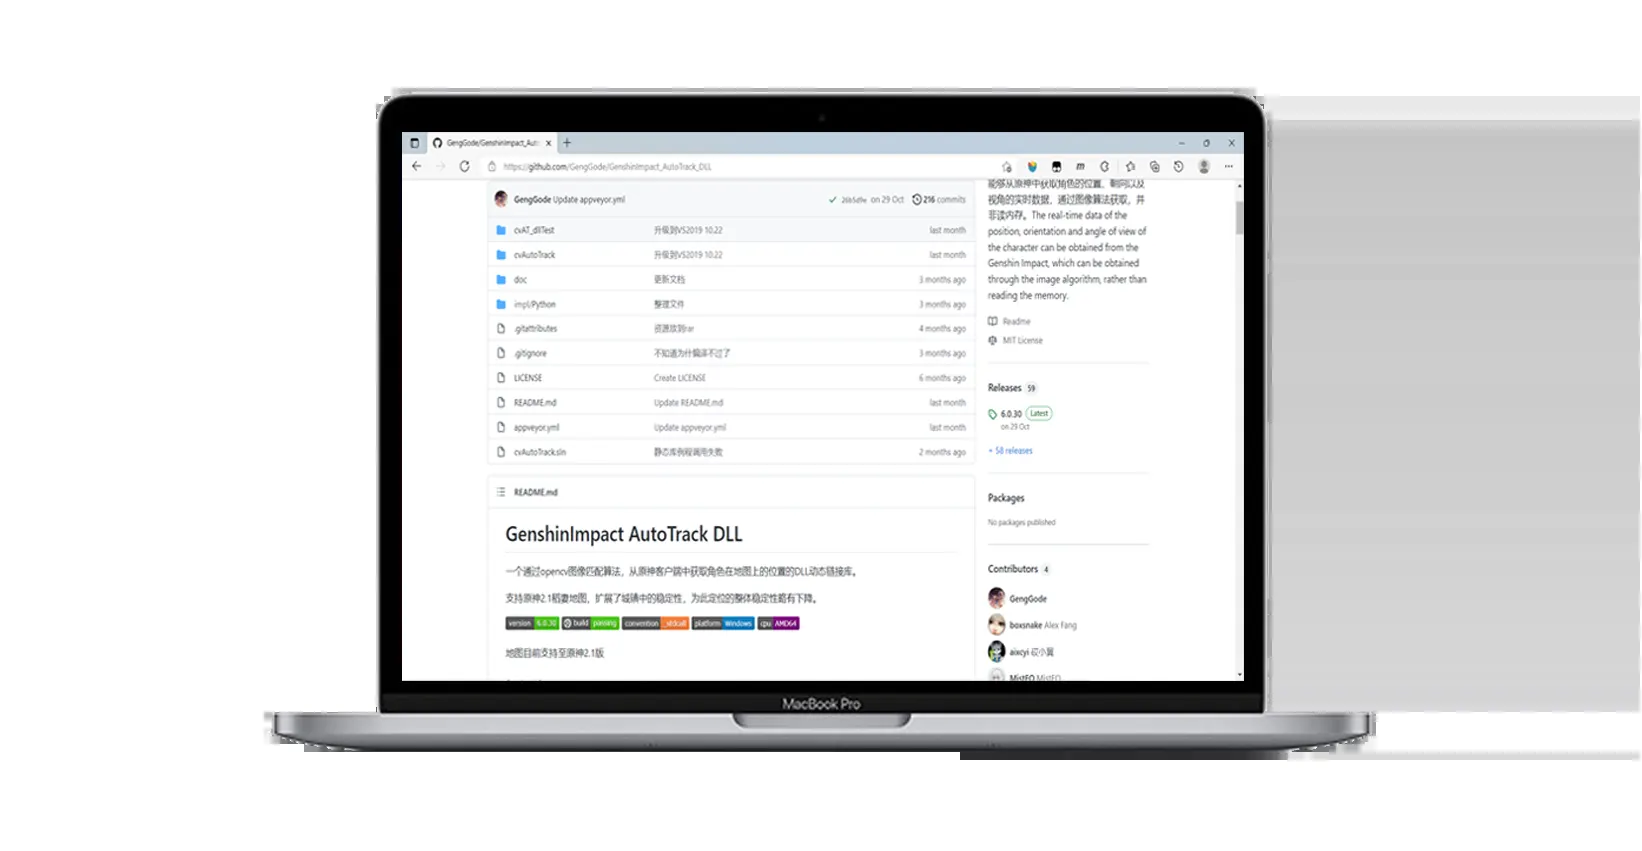 GengGode/GenshinImpact_Aut
https://github.com/GengGode/GenshinImpact_AutoTrack_DLL
GengGode Update appveyor.yml on 29 Oct 216 commits
cvAT_dllTest 升级到VS2019 10.22 last month
cvAutoTrack 升级到VS2019 10.22 last month
doc 更新文档 3 months ago
impl/Python 整理文件 3 months ago
.gitattributes 资源放到rar 4 months ago
.gitignore 3 months ago
LICENSE Create LICENSE 6 months ago
README.md Update README.md last month
appveyor.yml Update appveyor.yml last month
cvAutoTrack.sln 静态库例程调用失败 2 months ago
README.md
GenshinImpact AutoTrack DLL
一个通过opencv图像匹配算法，从原神客户端中获取角色在地图上的位置的DLL动态链接库。
支持原神2.1稻妻地图，扩展了城镇中的稳定性，为此定位的整体稳定性略有下降。
version 6.0.30 build passing convention _stdcall platform Windows cpu AMD64
地图目前支持至原神2.1版
能够从原神中获取角色的位置、朝向以及
视角的实时数据，通过图像算法获取，并
非读内存。The real-time data of the
position, orientation and angle of view of
the character can be obtained from the
Genshin Impact, which can be obtained
through the image algorithm, rather than
reading the memory.
Readme
MIT License
Releases 59
6.0.30 Latest
on 29 Oct
+ 58 releases
Packages
No packages published
Contributors 4
GengGode
boxsnake Alex Fang
aixcyi 砹小翼
MistEO MistEO
MacBook Pro